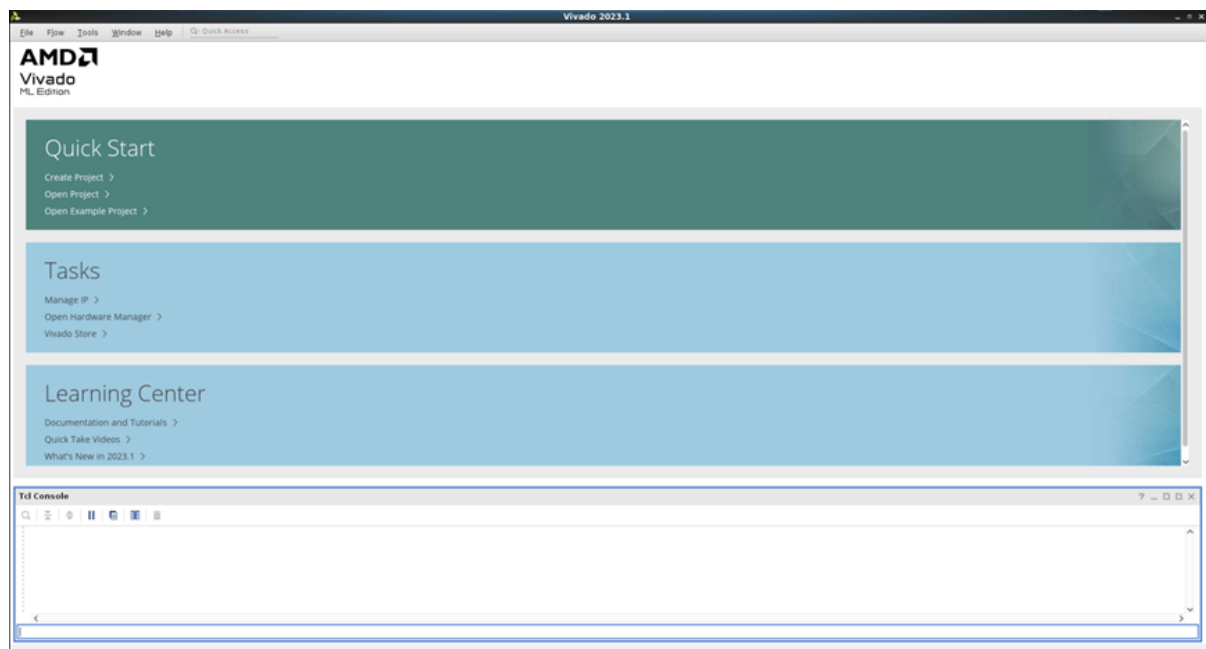 Vivado 2023.1
File Flow Tools Window Help Quick Access
AMD
Vivado
ML Edition
Quick Start
Create Project >
Open Project >
Open Example Project >
Tasks
Manage IP >
Open Hardware Manager >
Vivado Store >
Learning Center
Documentation and Tutorials >
Quick Take Videos >
What's New in 2023.1 >
Tcl Console